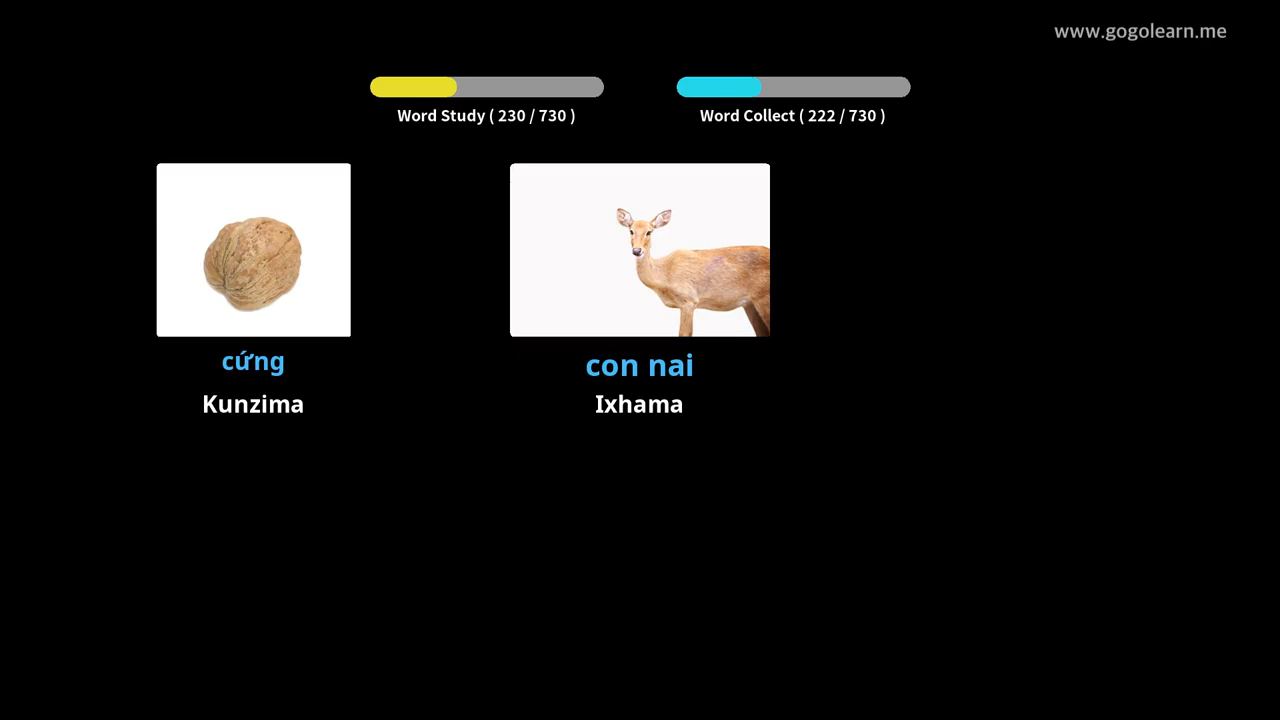 www.gogolearn.me
Word Study ( 230 / 730 )
Word Collect ( 222 / 730 )
cứng
Kunzima
con nai
Ixhama